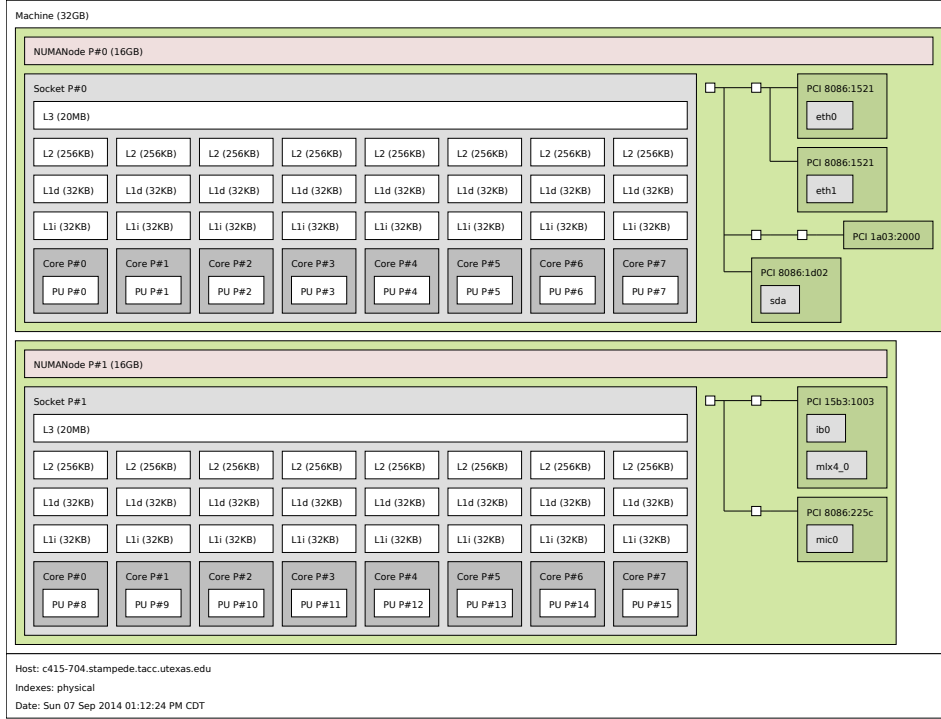 Machine (32GB)
NUMANode P#0 (16GB)
Socket P#0
L3 (20MB)
L2 (256KB) L2 (256KB) L2 (256KB) L2 (256KB) L2 (256KB) L2 (256KB) L2 (256KB) L2 (256KB)
L1d (32KB) L1d (32KB) L1d (32KB) L1d (32KB) L1d (32KB) L1d (32KB) L1d (32KB) L1d (32KB)
L1i (32KB) L1i (32KB) L1i (32KB) L1i (32KB) L1i (32KB) L1i (32KB) L1i (32KB) L1i (32KB)
Core P#0 Core P#1 Core P#2 Core P#3 Core P#4 Core P#5 Core P#6 Core P#7
PU P#0 PU P#1 PU P#2 PU P#3 PU P#4 PU P#5 PU P#6 PU P#7
PCI 8086:1521
eth0
PCI 8086:1521
eth1
PCI 1a03:2000
PCI 8086:1d02
sda
NUMANode P#1 (16GB)
Socket P#1
L3 (20MB)
L2 (256KB) L2 (256KB) L2 (256KB) L2 (256KB) L2 (256KB) L2 (256KB) L2 (256KB) L2 (256KB)
L1d (32KB) L1d (32KB) L1d (32KB) L1d (32KB) L1d (32KB) L1d (32KB) L1d (32KB) L1d (32KB)
L1i (32KB) L1i (32KB) L1i (32KB) L1i (32KB) L1i (32KB) L1i (32KB) L1i (32KB) L1i (32KB)
Core P#0 Core P#1 Core P#2 Core P#3 Core P#4 Core P#5 Core P#6 Core P#7
PU P#8 PU P#9 PU P#10 PU P#11 PU P#12 PU P#13 PU P#14 PU P#15
PCI 15b3:1003
ib0
mlx4_0
PCI 8086:225c
mic0
Host: c415-704.stampede.tacc.utexas.edu
Indexes: physical
Date: Sun 07 Sep 2014 01:12:24 PM CDT